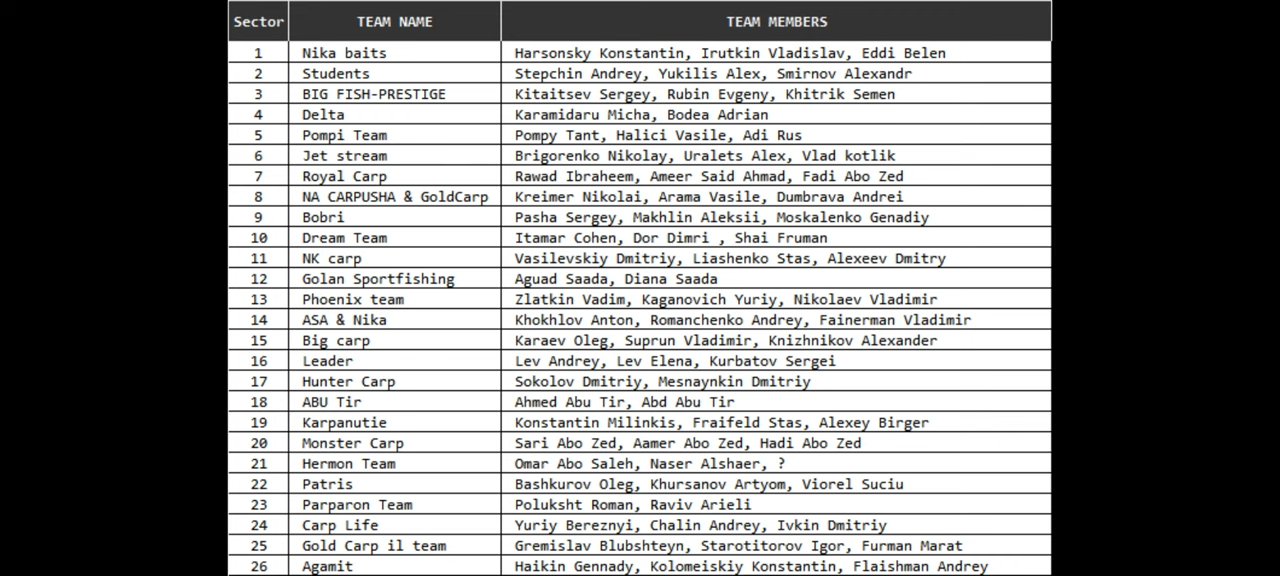 Sector TEAM NAME TEAM MEMBERS
1 Nika baits Harsonsky Konstantin, Irutkin Vladislav, Eddi Belen
2 Students Stepchin Andrey, Yukilis Alex, Smirnov Alexandr
3 BIG FISH-PRESTIGE Kitaitsev Sergey, Rubin Evgeny, Khitrik Semen
4 Delta Karamidaru Micha, Bodea Adrian
5 Pompi Team Pompy Tant, Halici Vasile, Adi Rus
6 Jet stream Brigorenko Nikolay, Uralets Alex, Vlad kotlik
7 Royal Carp Rawad Ibraheem, Ameer Said Ahmad, Fadi Abo Zed
8 NA CARPUSHA & GoldCarp Kreimer Nikolai, Arama Vasile, Dumbrava Andrei
9 Bobri Pasha Sergey, Makhlin Aleksii, Moskalenko Genadiy
10 Dream Team Itamar Cohen, Dor Dimri , Shai Fruman
11 NK carp Vasilevskiy Dmitriy, Liashenko Stas, Alexeev Dmitry
12 Golan Sportfishing Aguad Saada, Diana Saada
13 Phoenix team Zlatkin Vadim, Kaganovich Yuriy, Nikolaev Vladimir
14 ASA & Nika Khokhlov Anton, Romanchenko Andrey, Fainerman Vladimir
15 Big carp Karaev Oleg, Suprun Vladimir, Knizhnikov Alexander
16 Leader Lev Andrey, Lev Elena, Kurbatov Sergei
17 Hunter Carp Sokolov Dmitriy, Mesnaynkin Dmitriy
18 ABU Tir Ahmed Abu Tir, Abd Abu Tir
19 Karpanutie Konstantin Milinkis, Fraifeld Stas, Alexey Birger
20 Monster Carp Sari Abo Zed, Aamer Abo Zed, Hadi Abo Zed
21 Hermon Team Omar Abo Saleh, Naser Alshaer, ?
22 Patris Bashkurov Oleg, Khursanov Artyom, Viorel Suciu
23 Parparon Team Poluksht Roman, Raviv Arieli
24 Carp Life Yuriy Bereznyi, Chalin Andrey, Ivkin Dmitriy
25 Gold Carp il team Gremislav Blubshteyn, Starotitorov Igor, Furman Marat
26 Agamit Haikin Gennady, Kolomeiskiy Konstantin, Flaishman Andrey